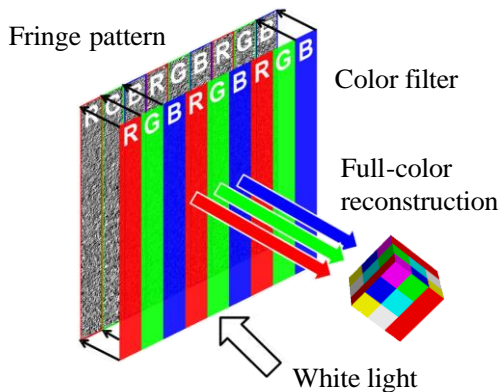 Fringe pattern
R G B R G B R G B
R G B R G B R G B
Color filter
Full-color
reconstruction
White light